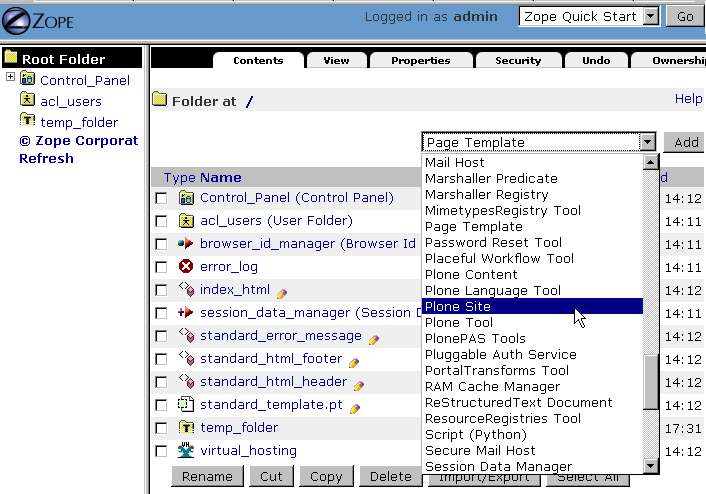 ZOPE Logged in as admin Zope Quick Start Go
Root Folder
Control_Panel
acl_users
temp_folder
© Zope Corporat
Refresh
Contents View Properties Security Undo Ownershi
Folder at / Help
Page Template Add
Type Name d
Control_Panel (Control Panel) 14:12
acl_users (User Folder) 14:11
browser_id_manager (Browser Id 14:11
error_log 14:11
index_html 14:12
session_data_manager (Session D 14:11
standard_error_message 14:12
standard_html_footer 14:12
standard_html_header 14:12
standard_template.pt 14:12
temp_folder 17:31
virtual_hosting 14:12
Mail Host
Marshaller Predicate
Marshaller Registry
MimetypesRegistry Tool
Page Template
Password Reset Tool
Placeful Workflow Tool
Plone Content
Plone Language Tool
Plone Site
Plone Tool
PlonePAS Tools
Pluggable Auth Service
PortalTransforms Tool
RAM Cache Manager
ReStructuredText Document
ResourceRegistries Tool
Script (Python)
Secure Mail Host
Session Data Manager
Rename Cut Copy Delete Import/Export Select All